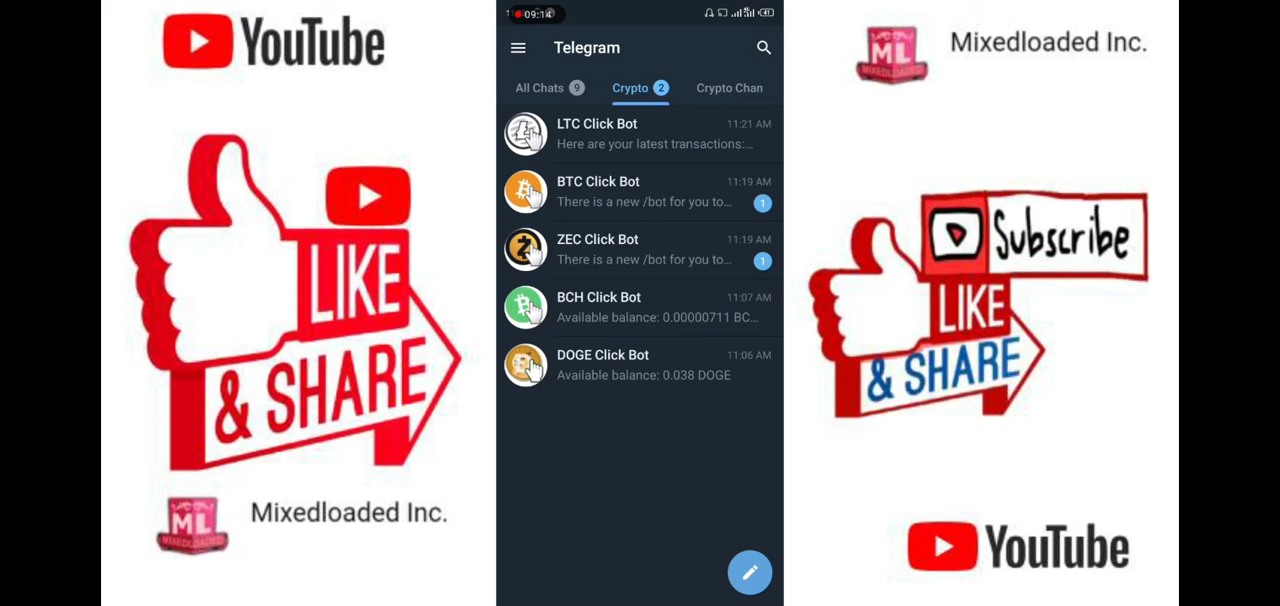 YouTube
LIKE
& SHARE
ML
MIXEDLOADED
Mixedloaded Inc.
09:14
Telegram
All Chats 9
Crypto 2
Crypto Chan
LTC Click Bot
11:21 AM
Here are your latest transactions:...
BTC Click Bot
11:19 AM
There is a new /bot for you to...
1
ZEC Click Bot
11:19 AM
There is a new /bot for you to...
1
BCH Click Bot
11:07 AM
Available balance: 0.00000711 BC...
DOGE Click Bot
11:06 AM
Available balance: 0.038 DOGE
ML
MIXEDLOADED
Mixedloaded Inc.
Subscribe
LIKE
& SHARE
YouTube